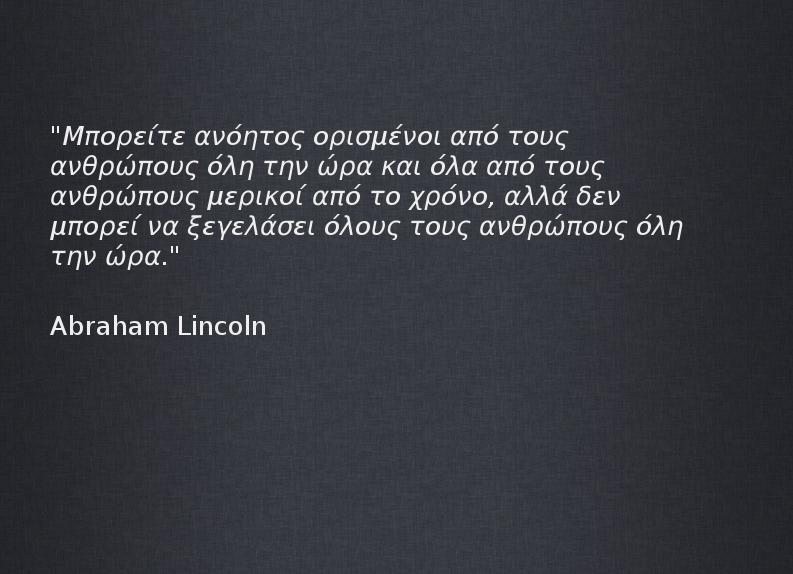 "Μπορείτε ανόητος ορισμένοι από τους
ανθρώπους όλη την ώρα και όλα από τους
ανθρώπους μερικοί από το χρόνο, αλλά δεν
μπορεί να ξεγελάσει όλους τους ανθρώπους όλη
την ώρα."
Abraham Lincoln